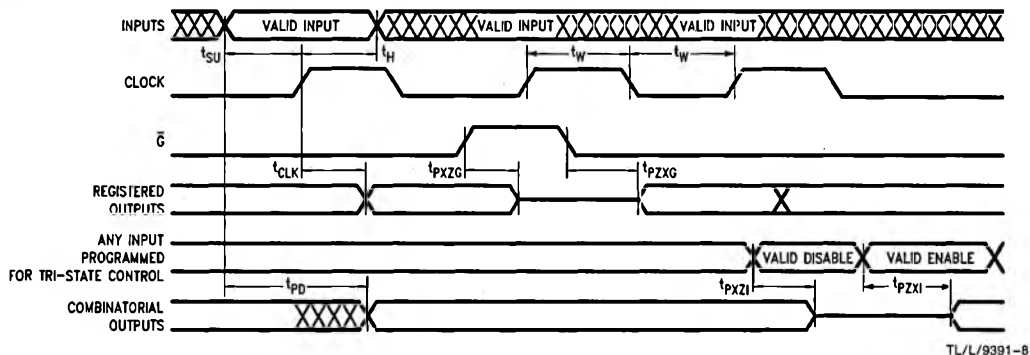 INPUTS
VALID INPUT
VALID INPUT
VALID INPUT
tSU
tH
tW
tW
CLOCK
G̅
tCLK
tPXZG
tPZXG
REGISTERED
OUTPUTS
ANY INPUT
PROGRAMMED
FOR TRI-STATE CONTROL
VALID DISABLE
VALID ENABLE
tPD
tPXZI
tPZXI
COMBINATORIAL
OUTPUTS
TL/L/9391-8